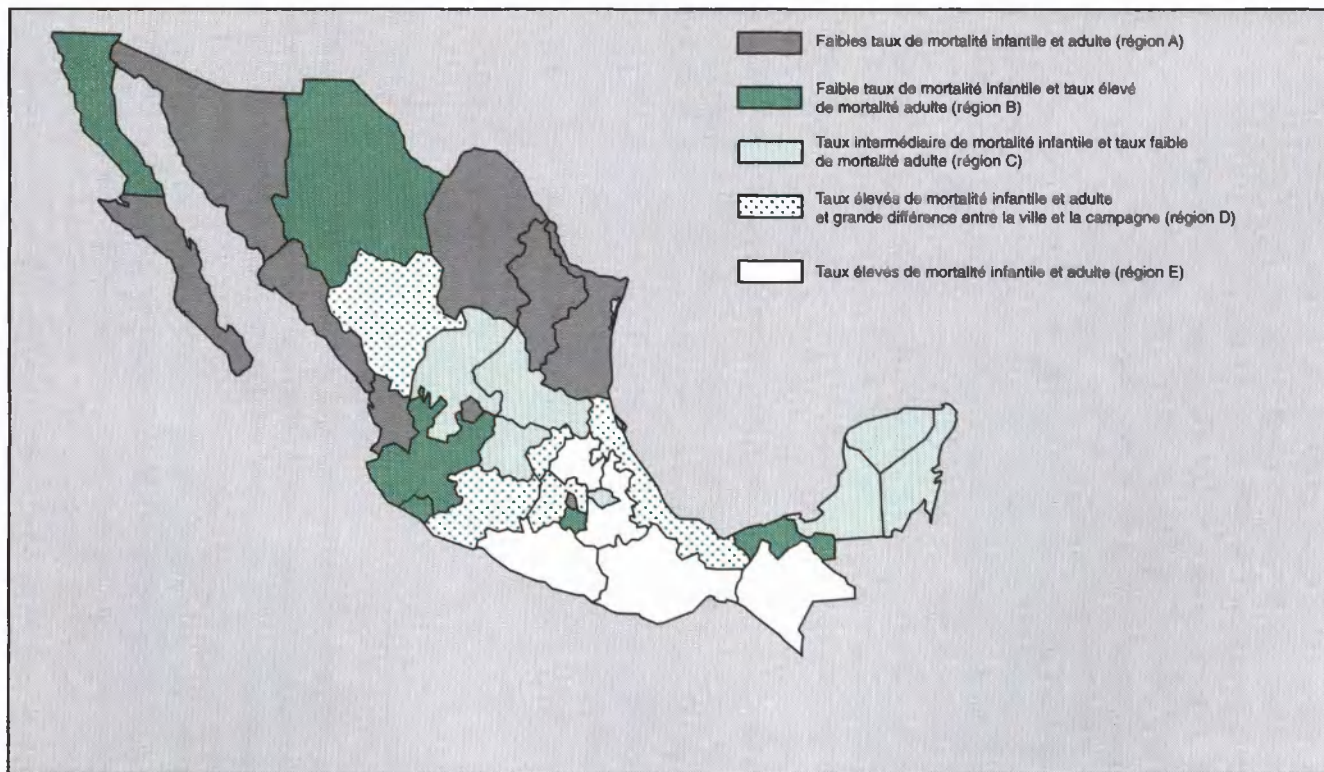 Faibles taux de mortalité infantile et adulte (région A)
Faible taux de mortalité infantile et taux élevé
de mortalité adulte (région B)
Taux intermédiaire de mortalité infantile et taux faible
de mortalité adulte (région C)
Taux élevés de mortalité infantile et adulte
et grande différence entre la ville et la campagne (région D)
Taux élevés de mortalité infantile et adulte (région E)